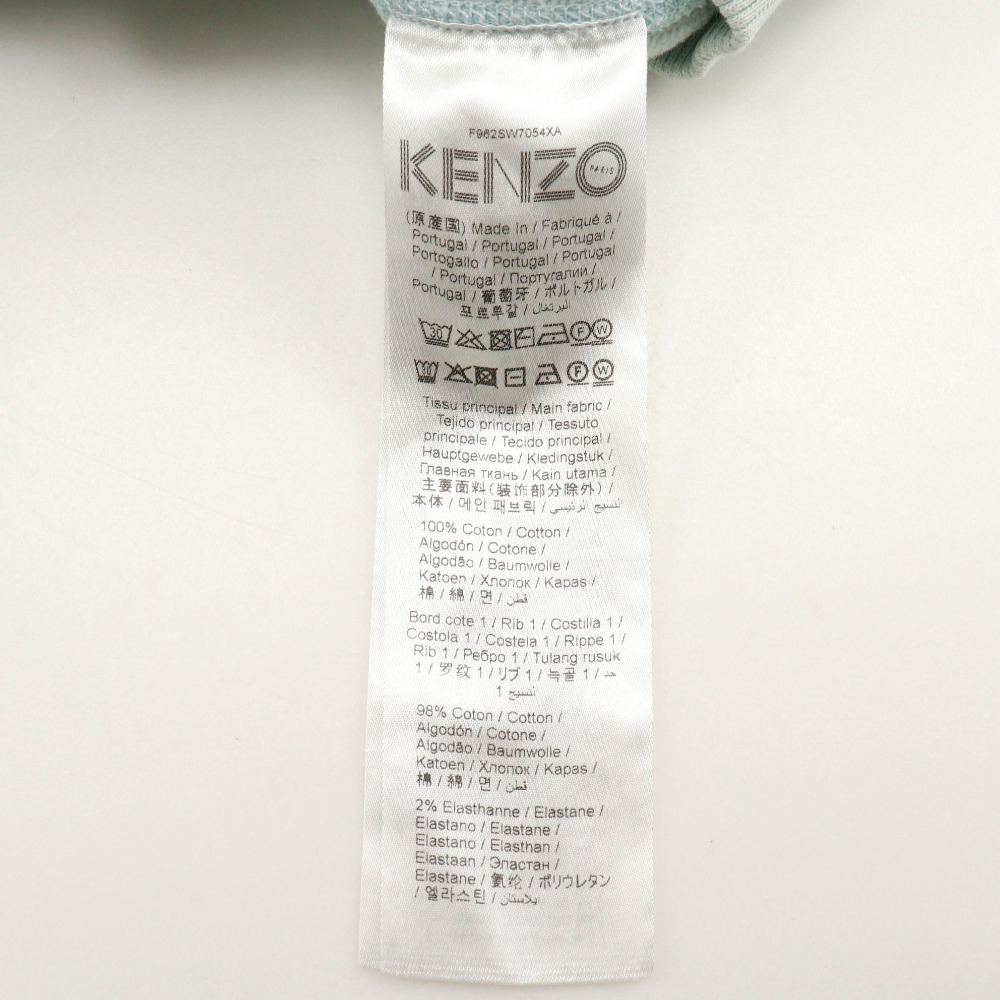 F962SW7054XA
KENZO
PARIS
(原産国) Made In / Fabriqué à /
Portugal / Portugal / Portugal /
Portogallo / Portugal / Portugal
/ Portugal / Португалии /
Portugal / 葡萄牙 / ポルトガル /
포르투갈 / البرتغال
30 F W
F W
Tissu principal / Main fabric /
Tejido principal / Tessuto
principale / Tecido principal /
Hauptgewebe / Kledingstuk /
Главная ткань / Kain utama /
主要面料(装饰部分除外) /
本体 / 메인 패브릭 / النسيج الرئيسي
100% Coton / Cotton /
Algodón / Cotone /
Algodão / Baumwolle /
Katoen / Хлопок / Kapas /
棉 / 綿 / 면 / قطن
Bord cote 1 / Rib 1 / Costilla 1 /
Costola 1 / Costela 1 / Rippe 1 /
Rib 1 / Ребро 1 / Tulang rusuk
1 / 罗纹 1 / リブ 1 / 늑골 1 /
1
98% Coton / Cotton /
Algodón / Cotone /
Algodão / Baumwolle /
Katoen / Хлопок / Kapas /
棉 / 綿 / 면 / قطن
2% Elasthanne / Elastane /
Elastano / Elastane /
Elastano / Elasthan /
Elastaan / Эластан /
Elastane / 氨纶 / ポリウレタン
/ 엘라스틴 / ايلاستان